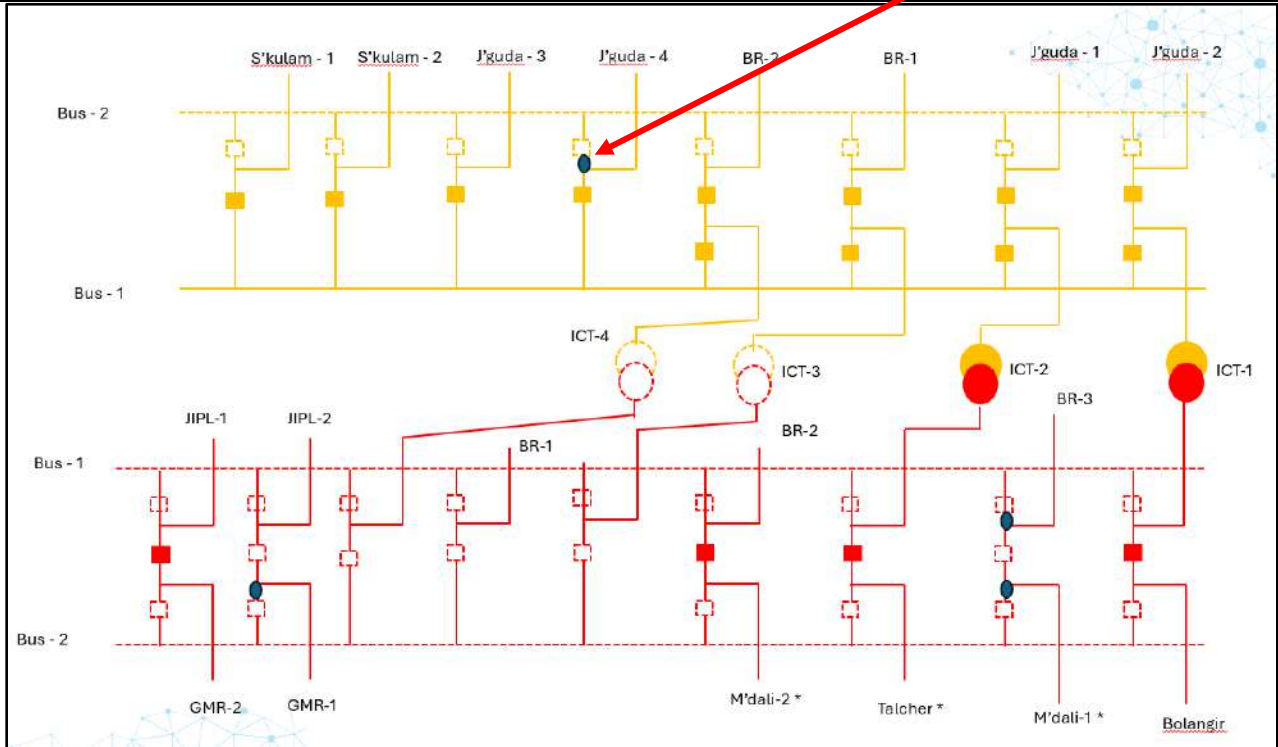 S'kulam - 1 S'kulam - 2 J'guda - 3 J'guda - 4 BR-2 BR-1 J'guda - 1 J'guda - 2
Bus - 2
Bus - 1
ICT-4
ICT-3
ICT-2
ICT-1
JIPL-1
JIPL-2
BR-1
BR-2
BR-3
Bus - 1
Bus - 2
GMR-2
GMR-1
M'dali-2 *
Talcher *
M'dali-1 *
Bolangir